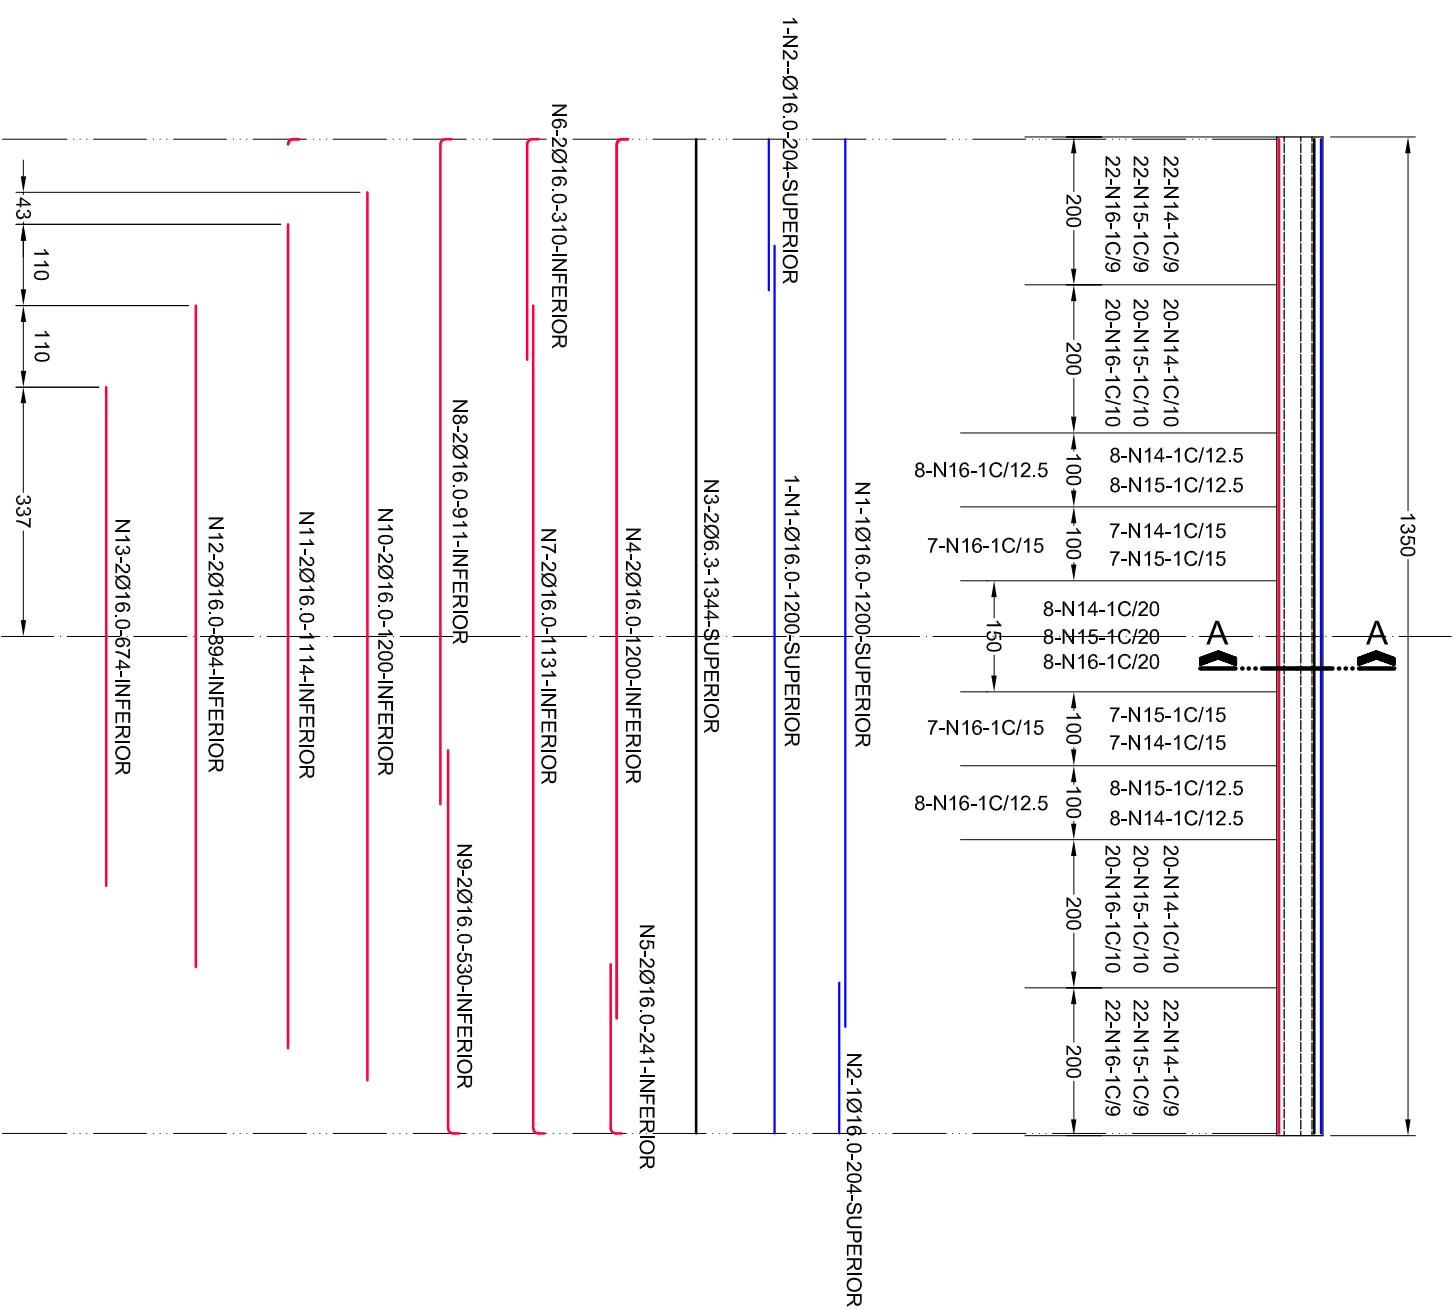 1350
22-N14-1C/9
22-N15-1C/9
22-N16-1C/9
200
20-N14-1C/10
20-N15-1C/10
20-N16-1C/10
200
8-N14-1C/12.5
8-N15-1C/12.5
100
8-N16-1C/12.5
7-N14-1C/15
7-N15-1C/15
100
7-N16-1C/15
8-N14-1C/20
8-N15-1C/20
8-N16-1C/20
150
A
A
7-N15-1C/15
7-N14-1C/15
100
7-N16-1C/15
8-N15-1C/12.5
8-N14-1C/12.5
100
8-N16-1C/12.5
20-N14-1C/10
20-N15-1C/10
20-N16-1C/10
200
22-N14-1C/9
22-N15-1C/9
22-N16-1C/9
200
N1-1Ø16.0-1200-SUPERIOR
N2-1Ø16.0-204-SUPERIOR
1-N2--Ø16.0-204-SUPERIOR
1-N1-Ø16.0-1200-SUPERIOR
N3-2Ø6.3-1344-SUPERIOR
N4-2Ø16.0-1200-INFERIOR
N5-2Ø16.0-241-INFERIOR
N6-2Ø16.0-310-INFERIOR
N7-2Ø16.0-1131-INFERIOR
N8-2Ø16.0-911-INFERIOR
N9-2Ø16.0-530-INFERIOR
N10-2Ø16.0-1200-INFERIOR
N11-2Ø16.0-1114-INFERIOR
N12-2Ø16.0-894-INFERIOR
N13-2Ø16.0-674-INFERIOR
43
110
110
337